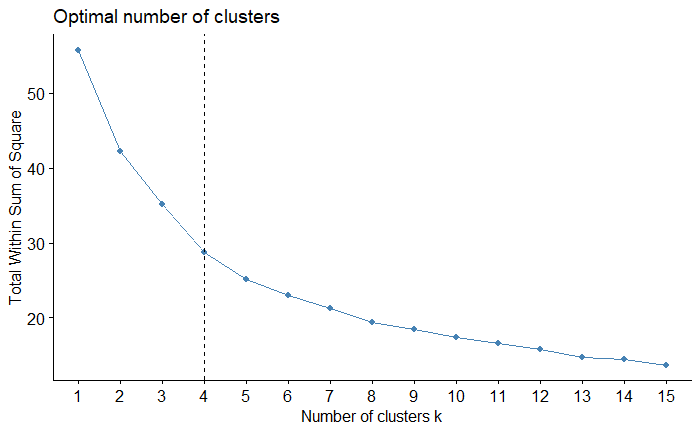 Optimal number of clusters
Total Within Sum of Square
50
40
30
20
1 2 3 4 5 6 7 8 9 10 11 12 13 14 15
Number of clusters k